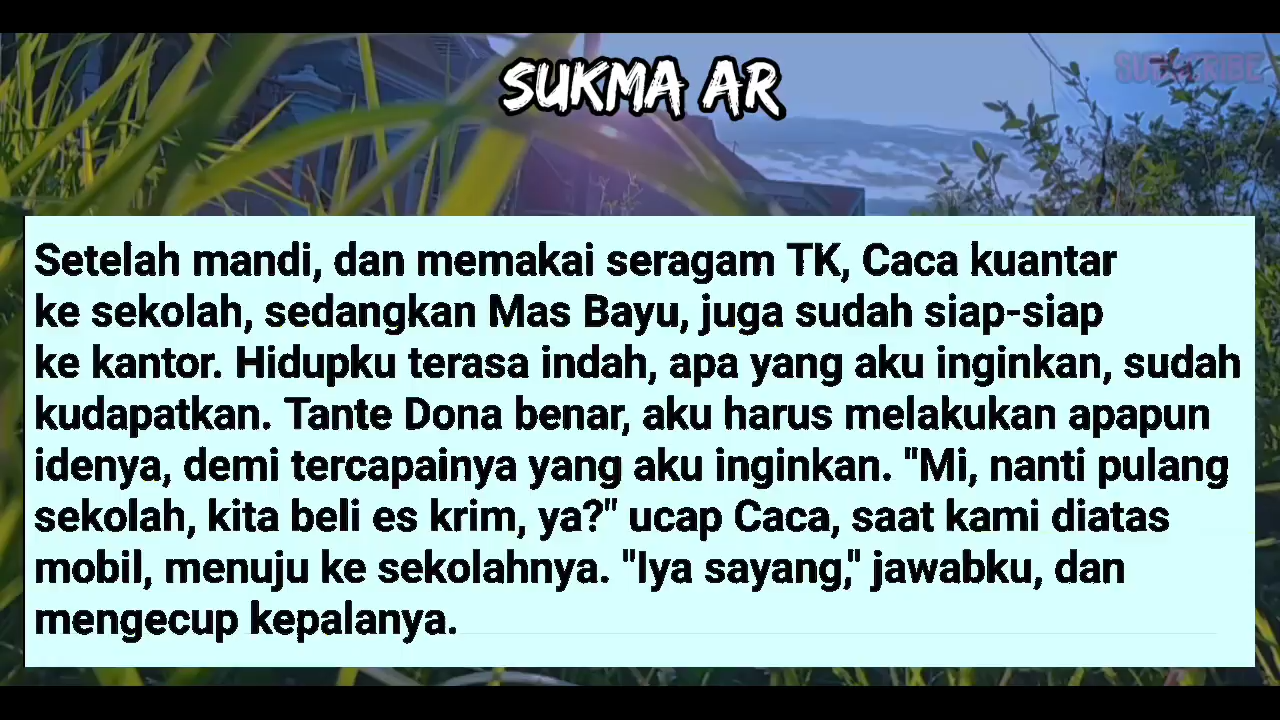 SUKMA AR
SUBSCRIBE
Setelah mandi, dan memakai seragam TK, Caca kuantar
ke sekolah, sedangkan Mas Bayu, juga sudah siap-siap
ke kantor. Hidupku terasa indah, apa yang aku inginkan, sudah
kudapatkan. Tante Dona benar, aku harus melakukan apapun
idenya, demi tercapainya yang aku inginkan. "Mi, nanti pulang
sekolah, kita beli es krim, ya?" ucap Caca, saat kami diatas
mobil, menuju ke sekolahnya. "Iya sayang," jawabku, dan
mengecup kepalanya.